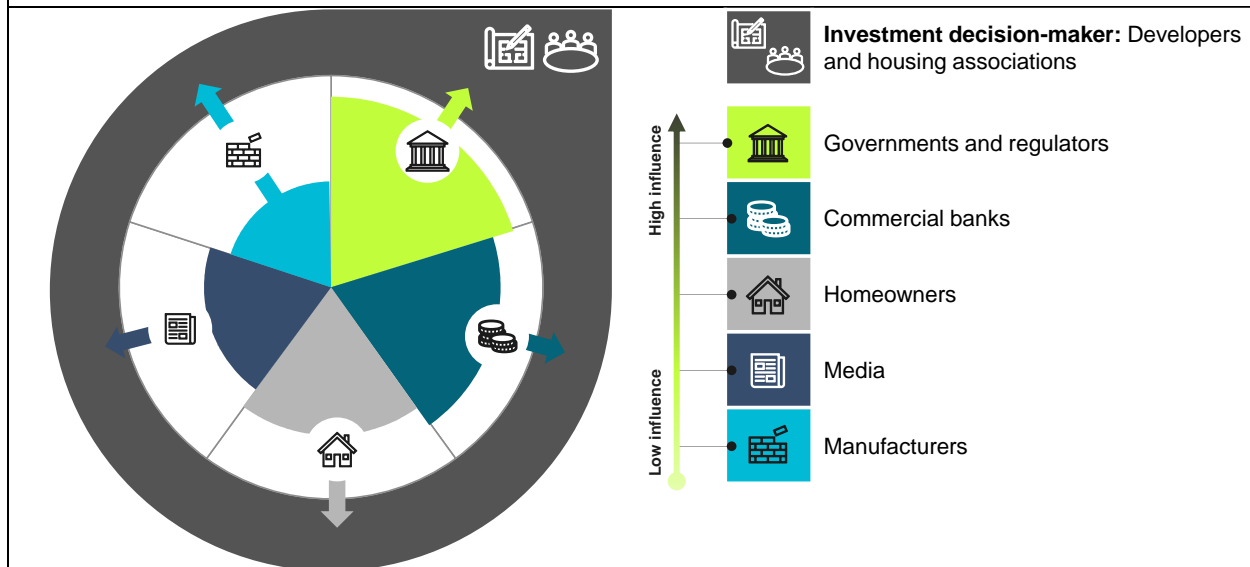 Investment decision-maker: Developers
and housing associations
High influence
Low influence
Governments and regulators
Commercial banks
Homeowners
Media
Manufacturers